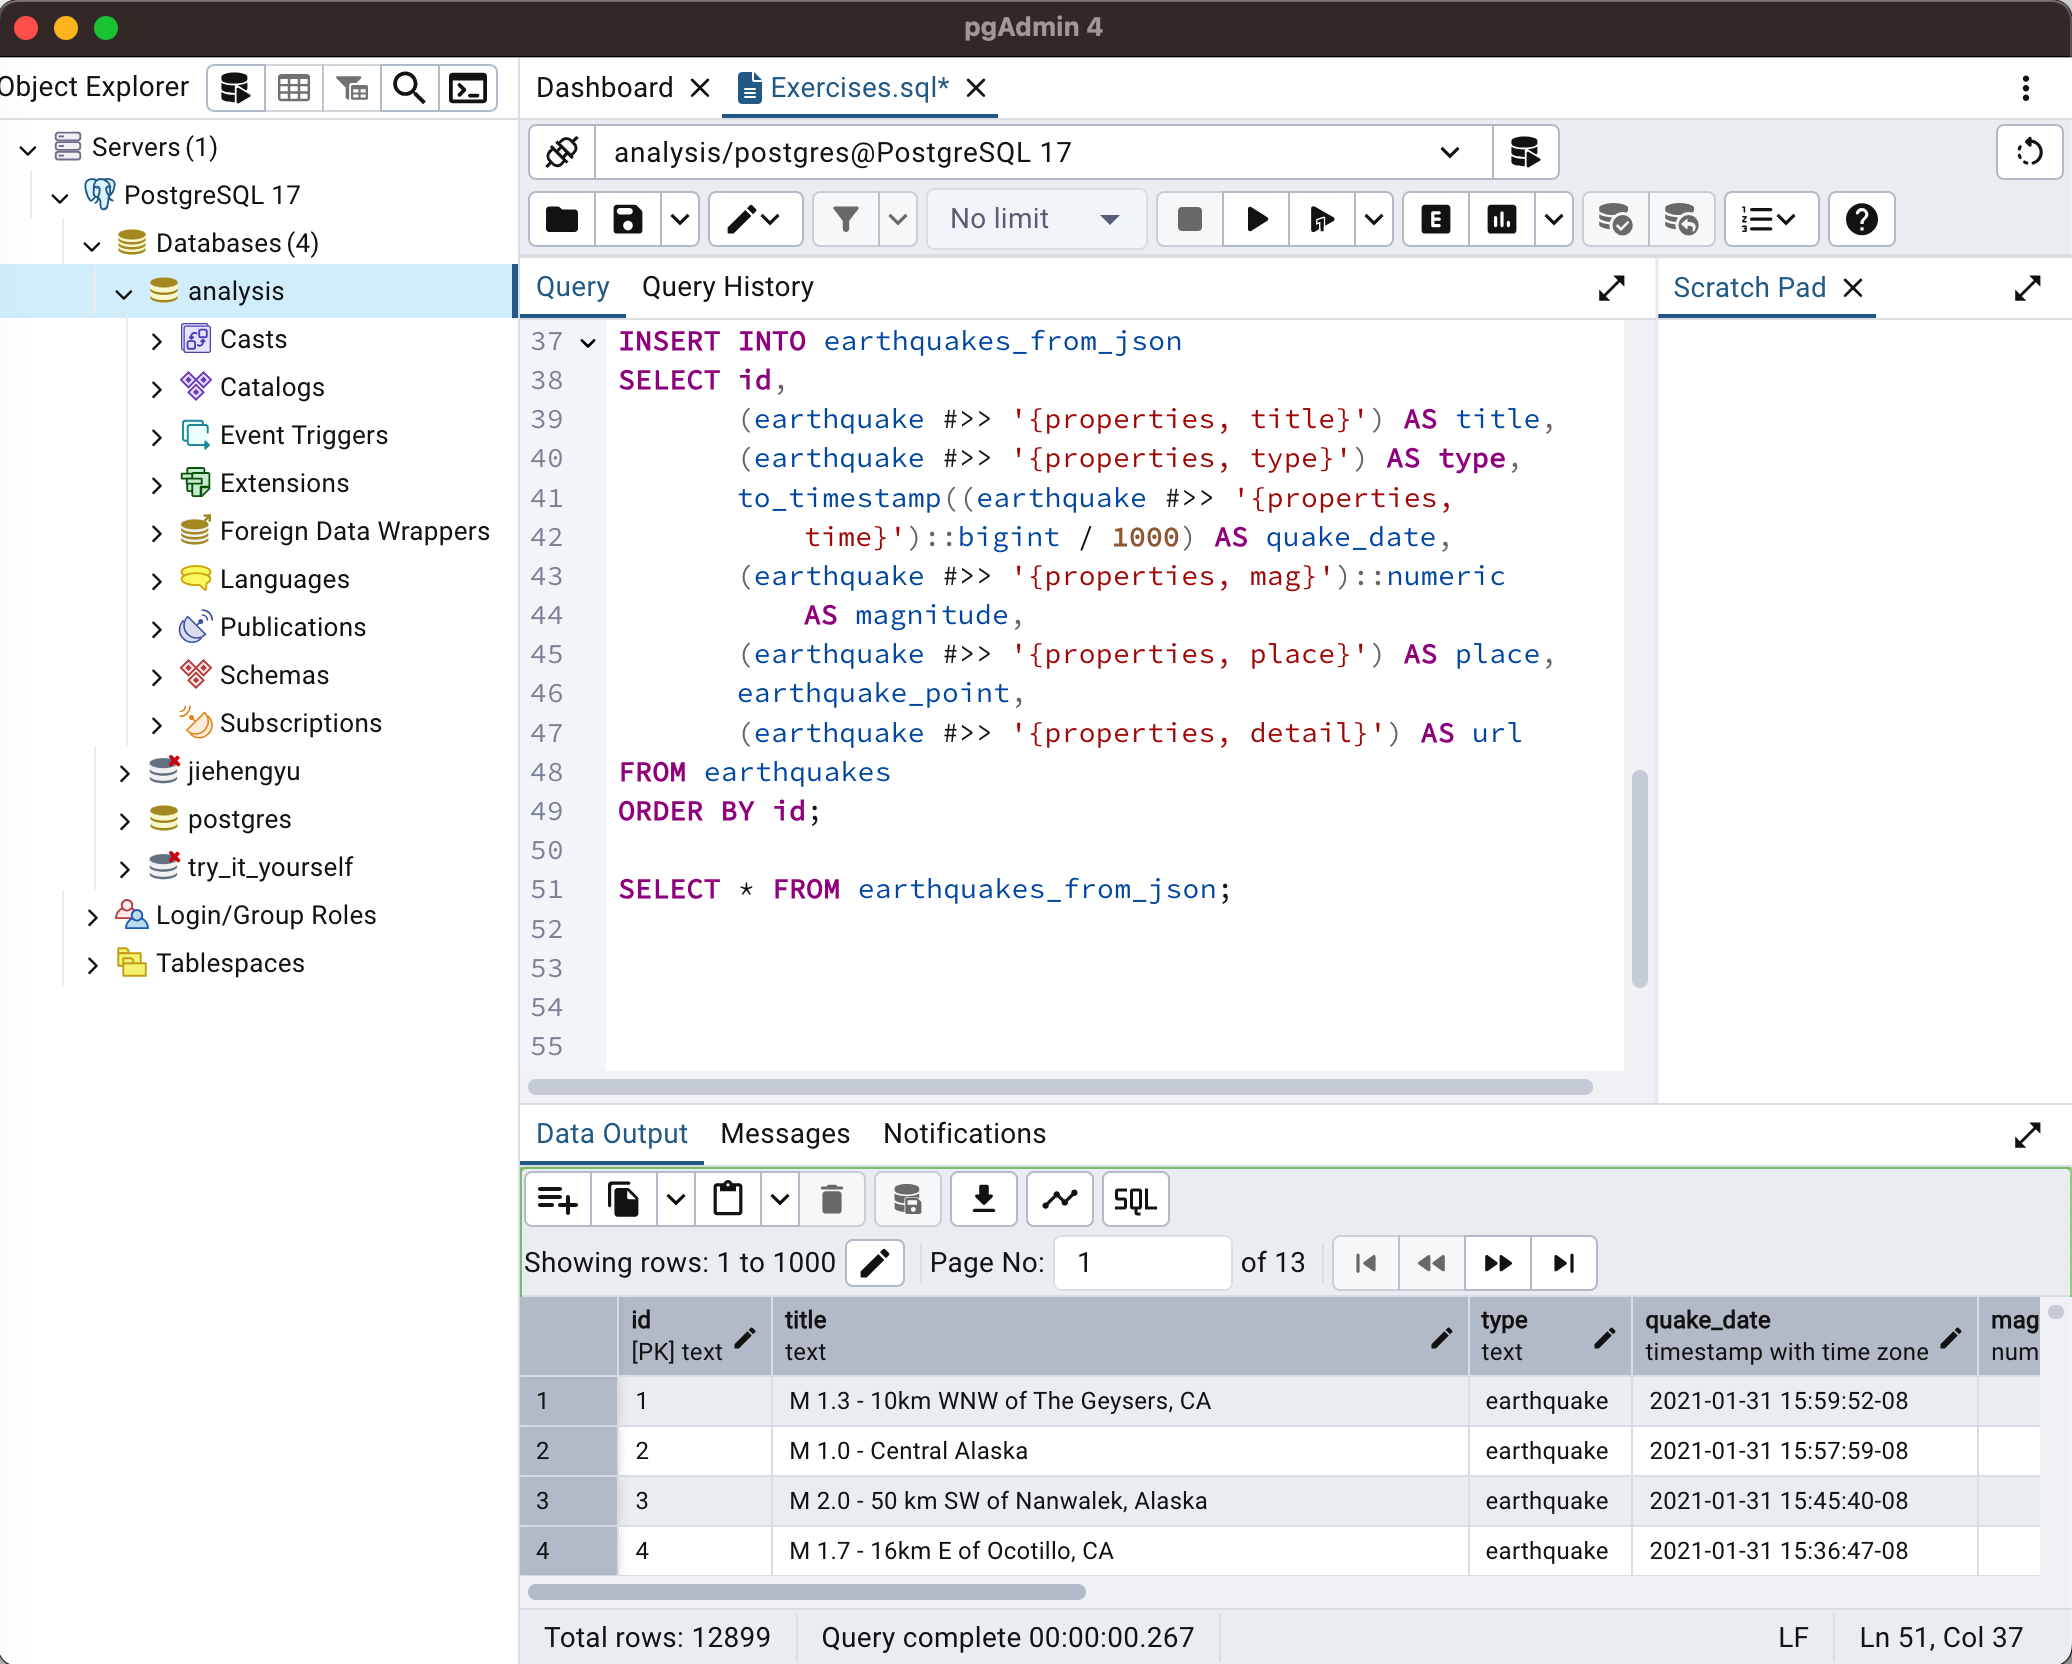 pgAdmin 4
Object Explorer
Servers (1)
PostgreSQL 17
Databases (4)
analysis
Casts
Catalogs
Event Triggers
Extensions
Foreign Data Wrappers
Languages
Publications
Schemas
Subscriptions
jiehengyu
postgres
try_it_yourself
Login/Group Roles
Tablespaces
Dashboard
Exercises.sql*
analysis/postgres@PostgreSQL 17
No limit
E
Query
Query History
Scratch Pad
37 INSERT INTO earthquakes_from_json
38 SELECT id,
39 (earthquake #>> '{properties, title}') AS title,
40 (earthquake #>> '{properties, type}') AS type,
41 to_timestamp((earthquake #>> '{properties,
42 time}')::bigint / 1000) AS quake_date,
43 (earthquake #>> '{properties, mag}')::numeric
44 AS magnitude,
45 (earthquake #>> '{properties, place}') AS place,
46 earthquake_point,
47 (earthquake #>> '{properties, detail}') AS url
48 FROM earthquakes
49 ORDER BY id;
50
51 SELECT * FROM earthquakes_from_json;
52
53
54
55
Data Output
Messages
Notifications
SQL
Showing rows: 1 to 1000
Page No: 1 of 13
id title type quake_date mag
[PK] text text text timestamp with time zone num
1 1 M 1.3 - 10km WNW of The Geysers, CA earthquake 2021-01-31 15:59:52-08
2 2 M 1.0 - Central Alaska earthquake 2021-01-31 15:57:59-08
3 3 M 2.0 - 50 km SW of Nanwalek, Alaska earthquake 2021-01-31 15:45:40-08
4 4 M 1.7 - 16km E of Ocotillo, CA earthquake 2021-01-31 15:36:47-08
Total rows: 12899
Query complete 00:00:00.267
LF
Ln 51, Col 37